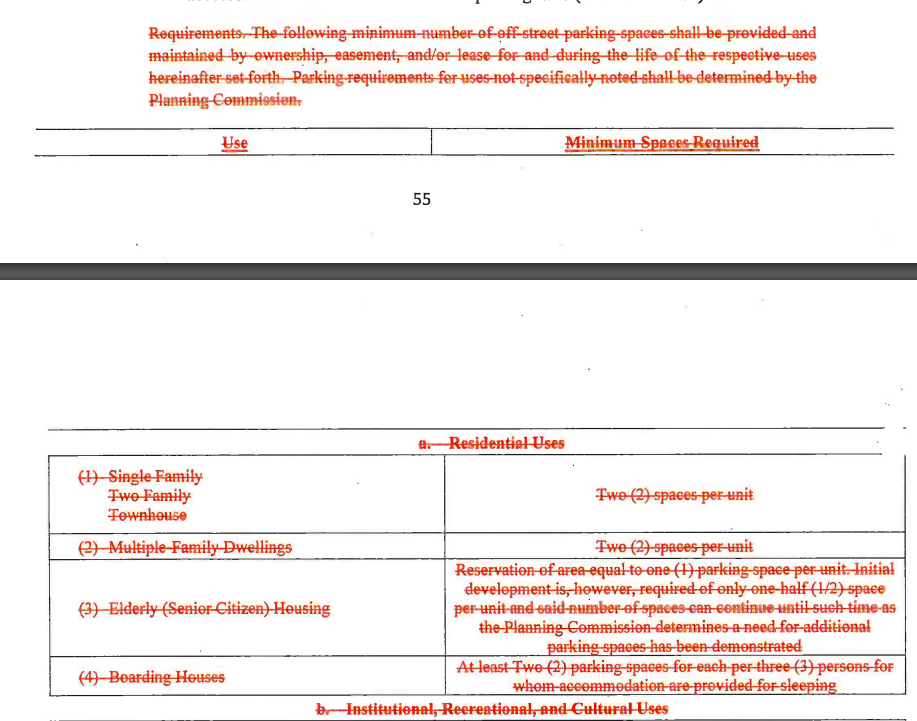 Requirements. The following minimum number of off-street parking spaces shall be provided and
maintained by ownership, easement, and/or lease for and during the life of the respective uses
hereinafter set forth. Parking requirements for uses not specifically noted shall be determined by the
Planning Commission.
Use Minimum Spaces Required
55
a. Residential Uses
(1) Single Family
Two Family
Townhouse
Two (2) spaces per unit
(2) Multiple Family Dwellings
Two (2) spaces per unit
(3) Elderly (Senior Citizen) Housing
Reservation of area equal to one (1) parking space per unit. Initial
development is, however, required of only one-half (1/2) space
per unit and said number of spaces can continue until such time as
the Planning Commission determines a need for additional
parking spaces has been demonstrated
(4) Boarding Houses
At least Two (2) parking spaces for each per three (3) persons for
whom accommodation are provided for sleeping
b. Institutional, Recreational, and Cultural Uses